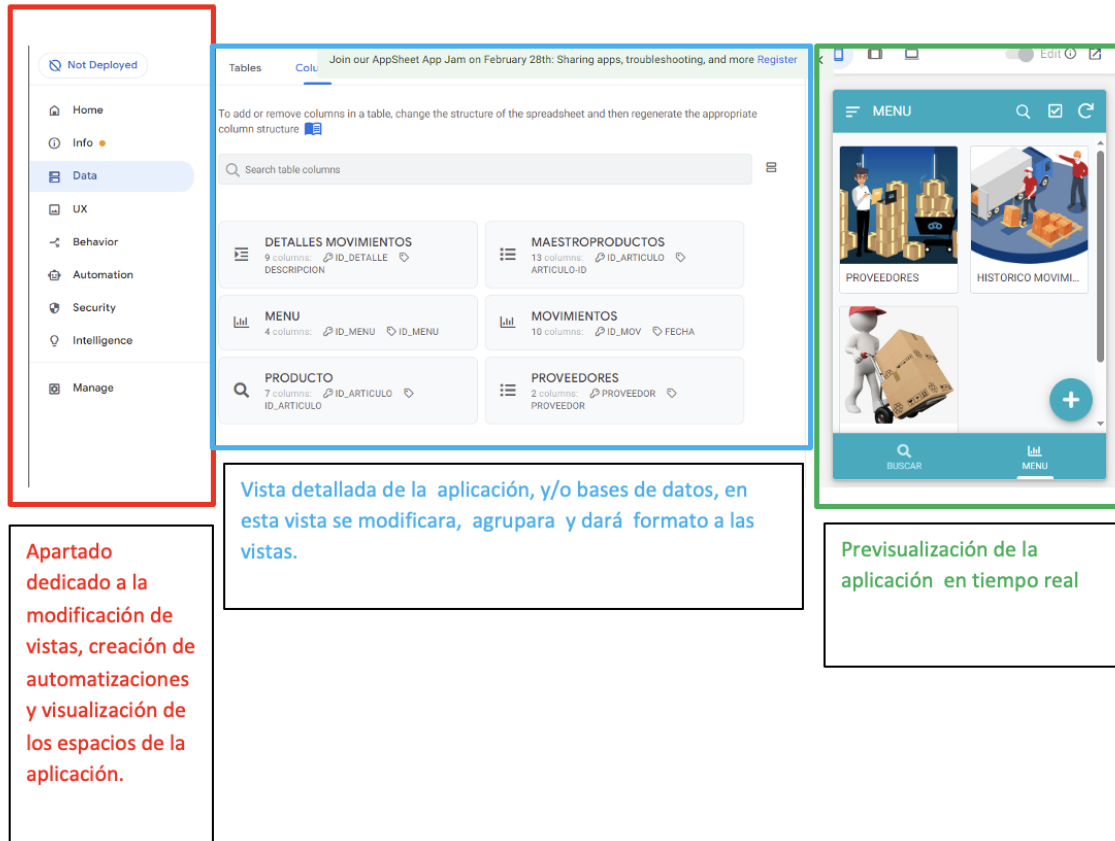 Not Deployed
Home
Info
Data
UX
Behavior
Automation
Security
Intelligence
Manage
Tables
Join our AppSheet App Jam on February 28th: Sharing apps, troubleshooting, and more Register
To add or remove columns in a table, change the structure of the spreadsheet and then regenerate the appropriate
column structure
Search table columns
DETALLES MOVIMIENTOS
9 columns: ID_DETALLE
DESCRIPCION
MAESTROPRODUCTOS
13 columns: ID_ARTICULO
ARTICULO-ID
MENU
4 columns: ID_MENU ID_MENU
MOVIMIENTOS
10 columns: ID_MOV FECHA
PRODUCTO
7 columns: ID_ARTICULO
ID_ARTICULO
PROVEEDORES
2 columns: PROVEEDOR
PROVEEDOR
Edit
MENU
PROVEEDORES
HISTORICO MOVIMI...
BUSCAR
MENU
Apartado
dedicado a la
modificación de
vistas, creación de
automatizaciones
y visualización de
los espacios de la
aplicación.
Vista detallada de la aplicación, y/o bases de datos, en
esta vista se modificara, agrupara y dará formato a las
vistas.
Previsualización de la
aplicación en tiempo real